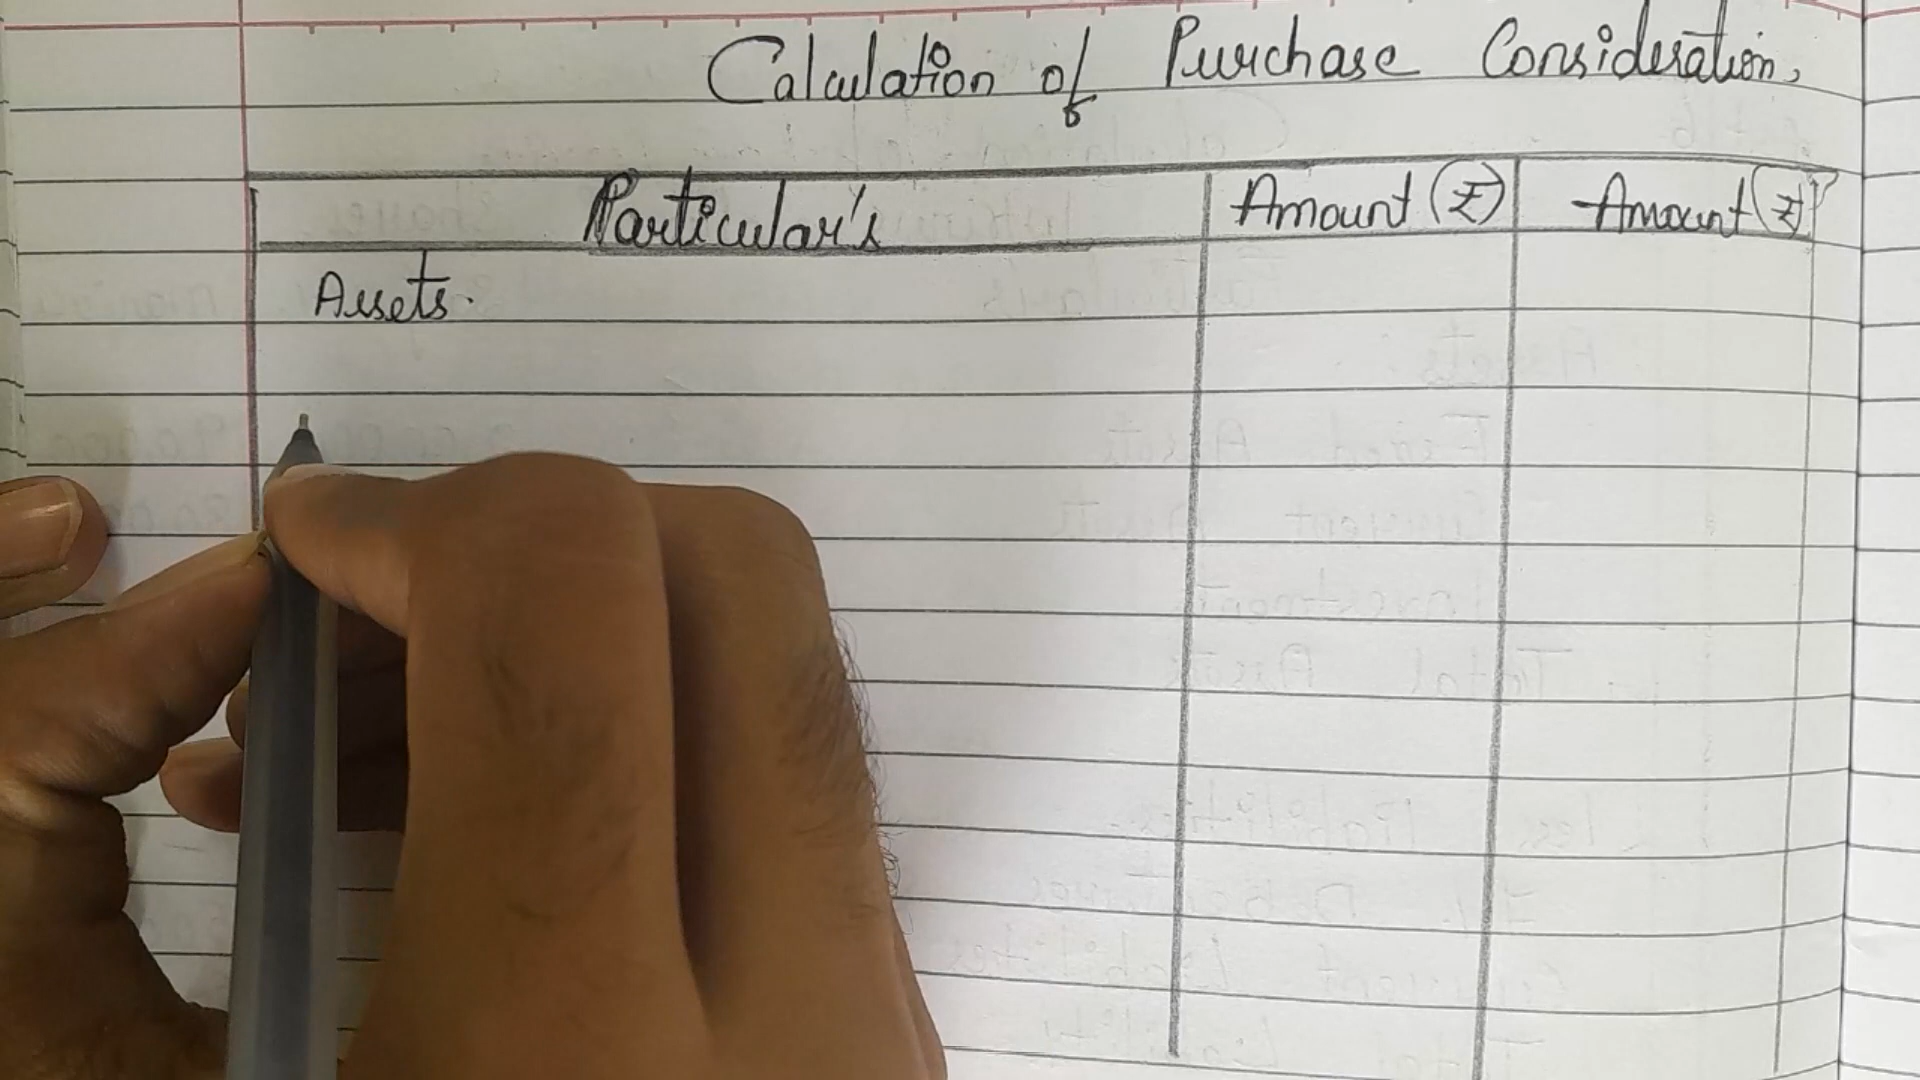 Calculation of Purchase Consideration,
Particular's Amount (₹) Amount (₹)
Assets.